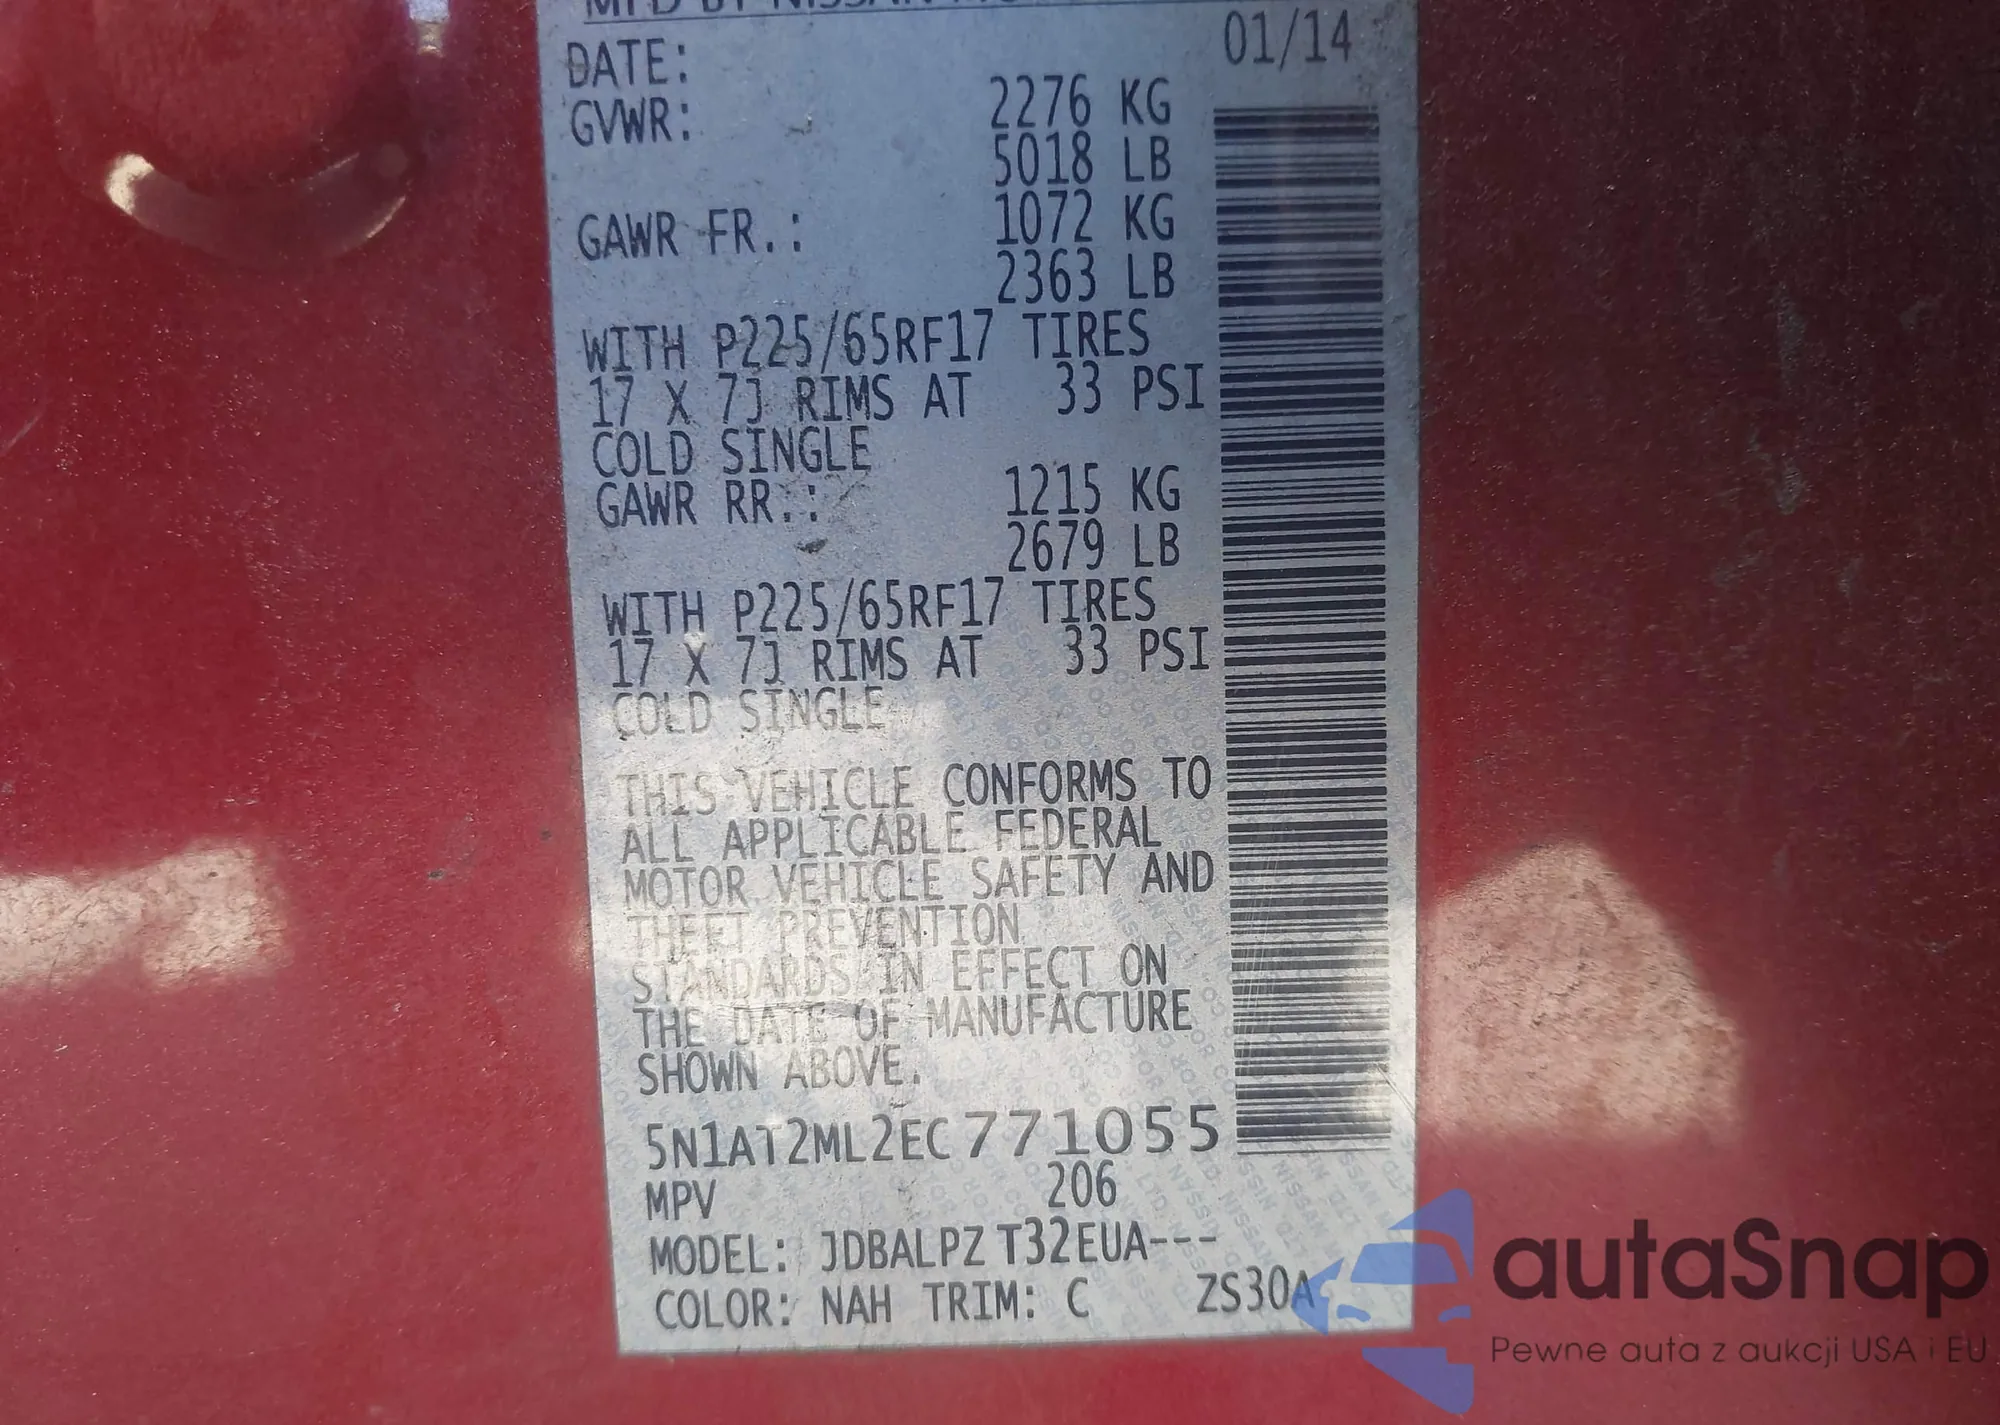 MFD BY NISSAN
DATE: 01/14
GVWR: 2276 KG
5018 LB
GAWR FR.: 1072 KG
2363 LB
WITH P225/65RF17 TIRES
17 X 7J RIMS AT 33 PSI
COLD SINGLE
GAWR RR.: 1215 KG
2679 LB
WITH P225/65RF17 TIRES
17 X 7J RIMS AT 33 PSI
COLD SINGLE
THIS VEHICLE CONFORMS TO
ALL APPLICABLE FEDERAL
MOTOR VEHICLE SAFETY AND
THEFT PREVENTION
STANDARDS IN EFFECT ON
THE DATE OF MANUFACTURE
SHOWN ABOVE.
5N1AT2ML2EC771055
MPV 206
MODEL: JDBALPZ T32EUA---
COLOR: NAH TRIM: C ZS30A
autaSnap
Pewne auta z aukcji USA i EU